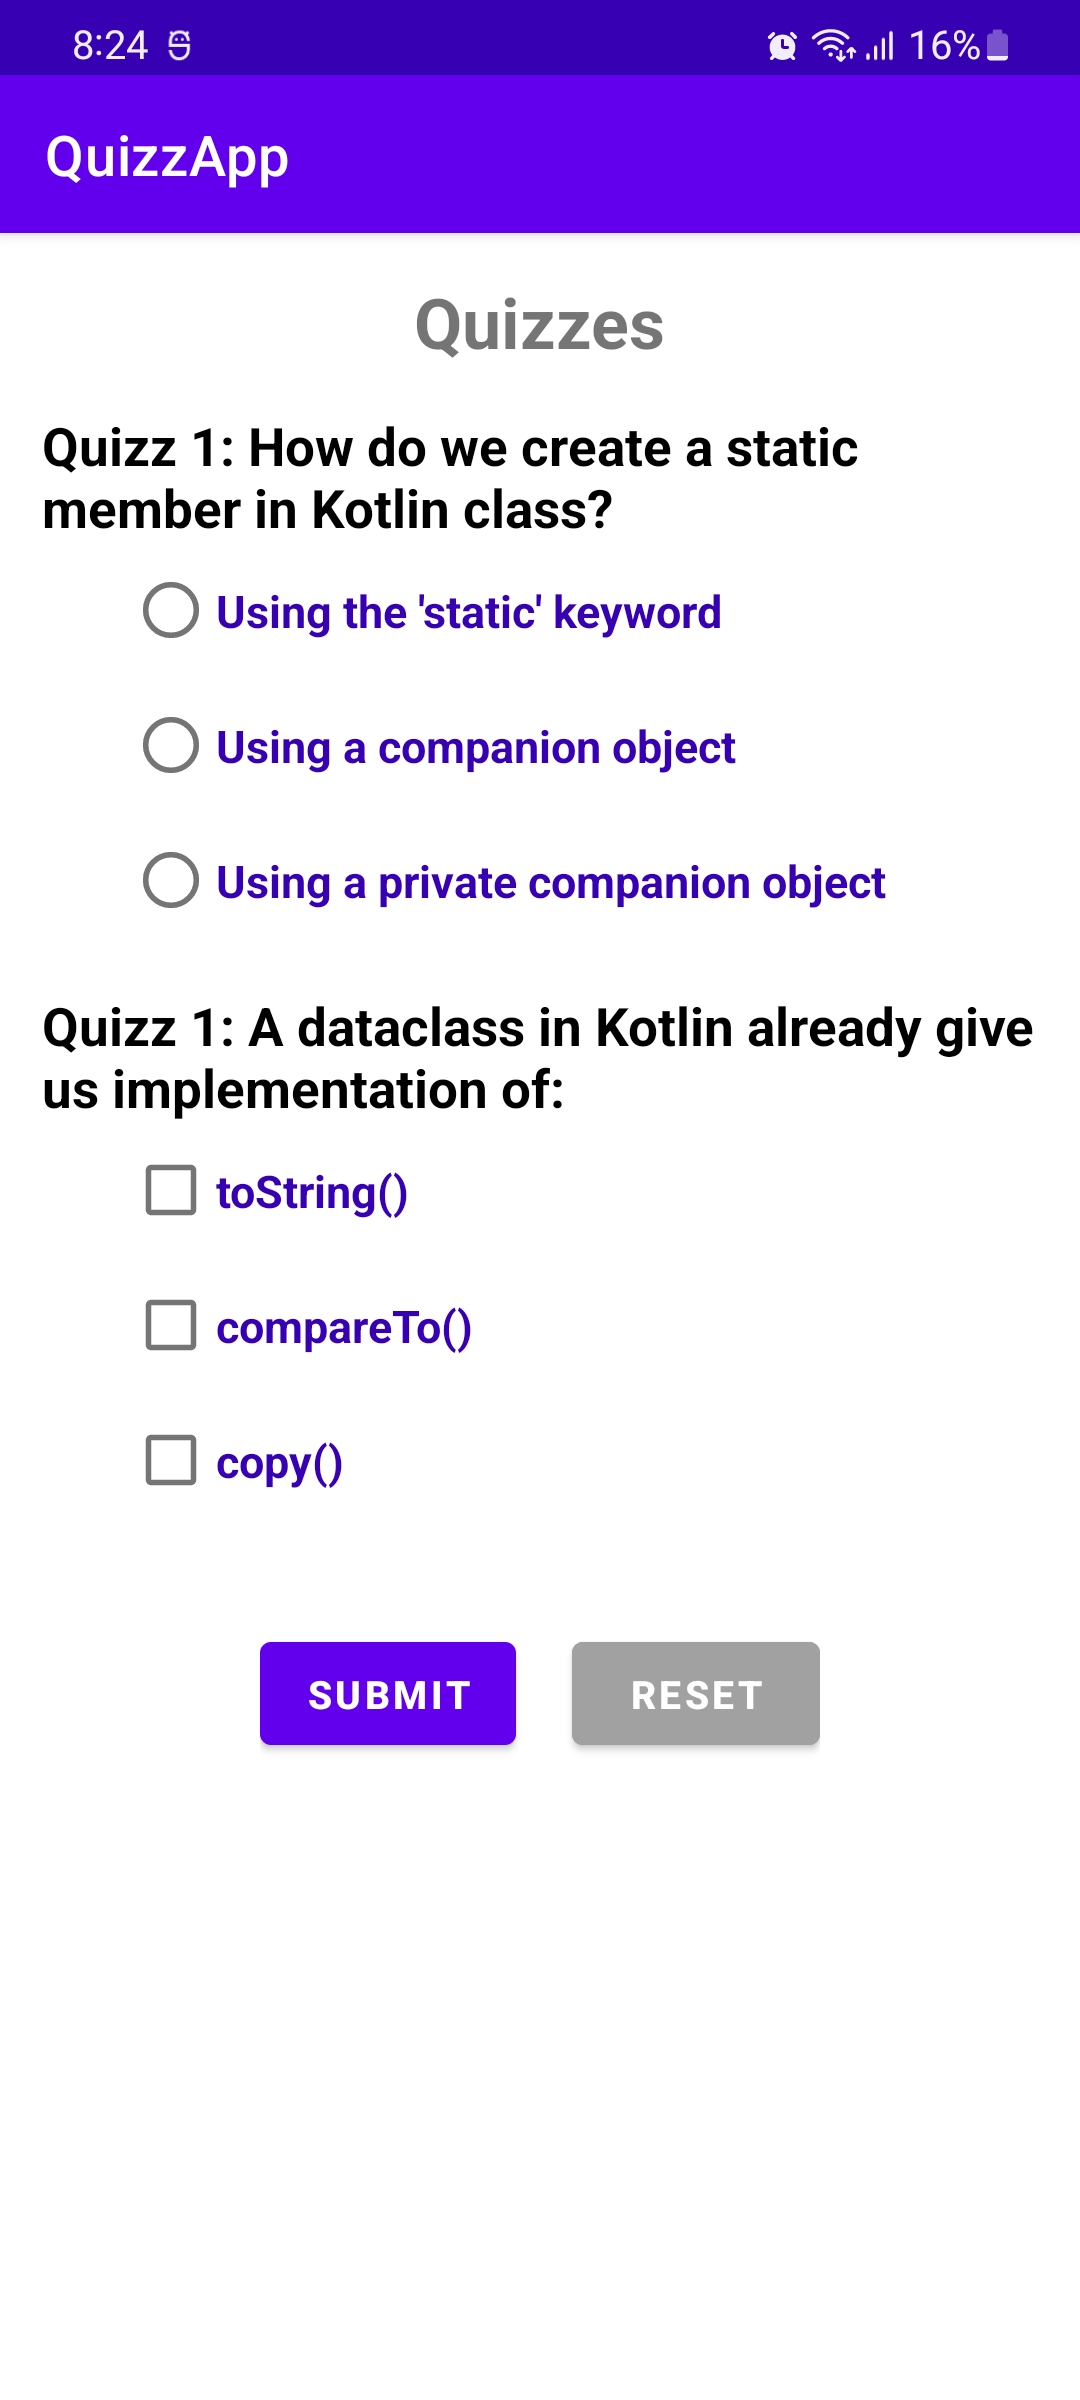 8:24 16%
QuizzApp
Quizzes
Quizz 1: How do we create a static
member in Kotlin class?
Using the 'static' keyword
Using a companion object
Using a private companion object
Quizz 1: A dataclass in Kotlin already give
us implementation of:
toString()
compareTo()
copy()
SUBMIT RESET